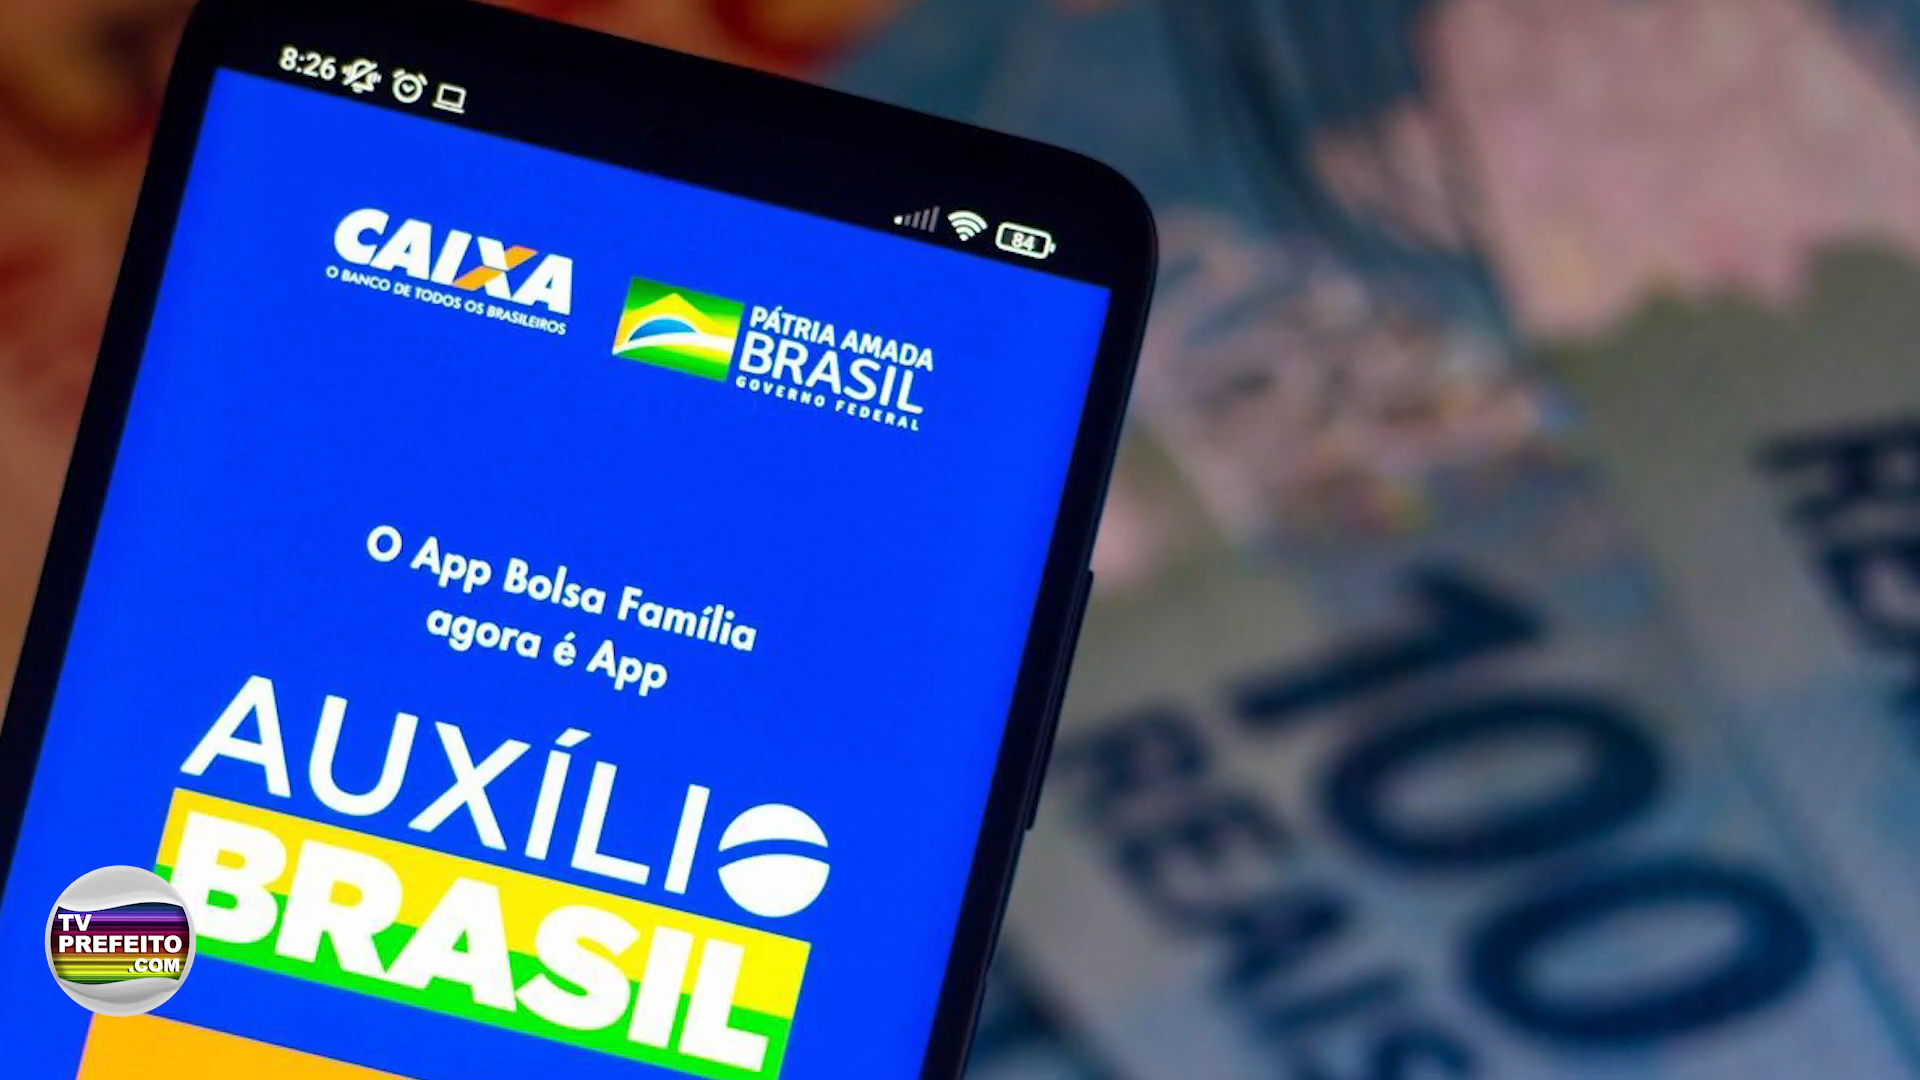 8:26
84
CAIXA
O BANCO DE TODOS OS BRASILEIROS
PÁTRIA AMADA
BRASIL
GOVERNO FEDERAL
O App Bolsa Família
agora é App
AUXÍLIO
BRASIL
TV
PREFEITO
.COM
100
REAIS